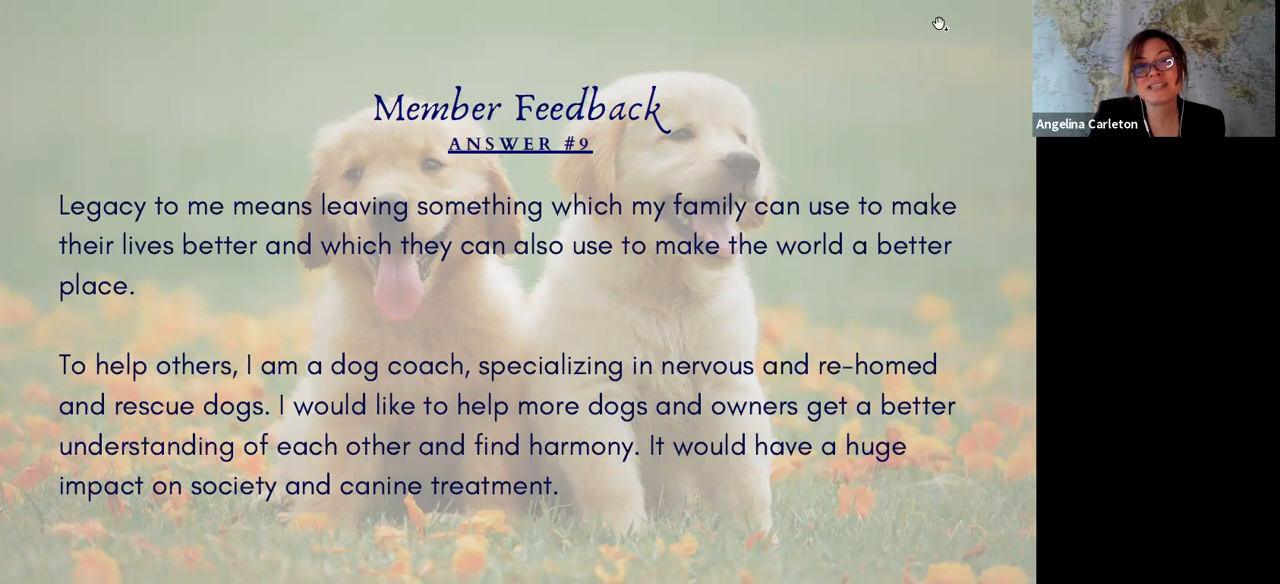 Member Feedback
ANSWER #9
Legacy to me means leaving something which my family can use to make
their lives better and which they can also use to make the world a better
place.
To help others, I am a dog coach, specializing in nervous and re-homed
and rescue dogs. I would like to help more dogs and owners get a better
understanding of each other and find harmony. It would have a huge
impact on society and canine treatment.
Angelina Carleton